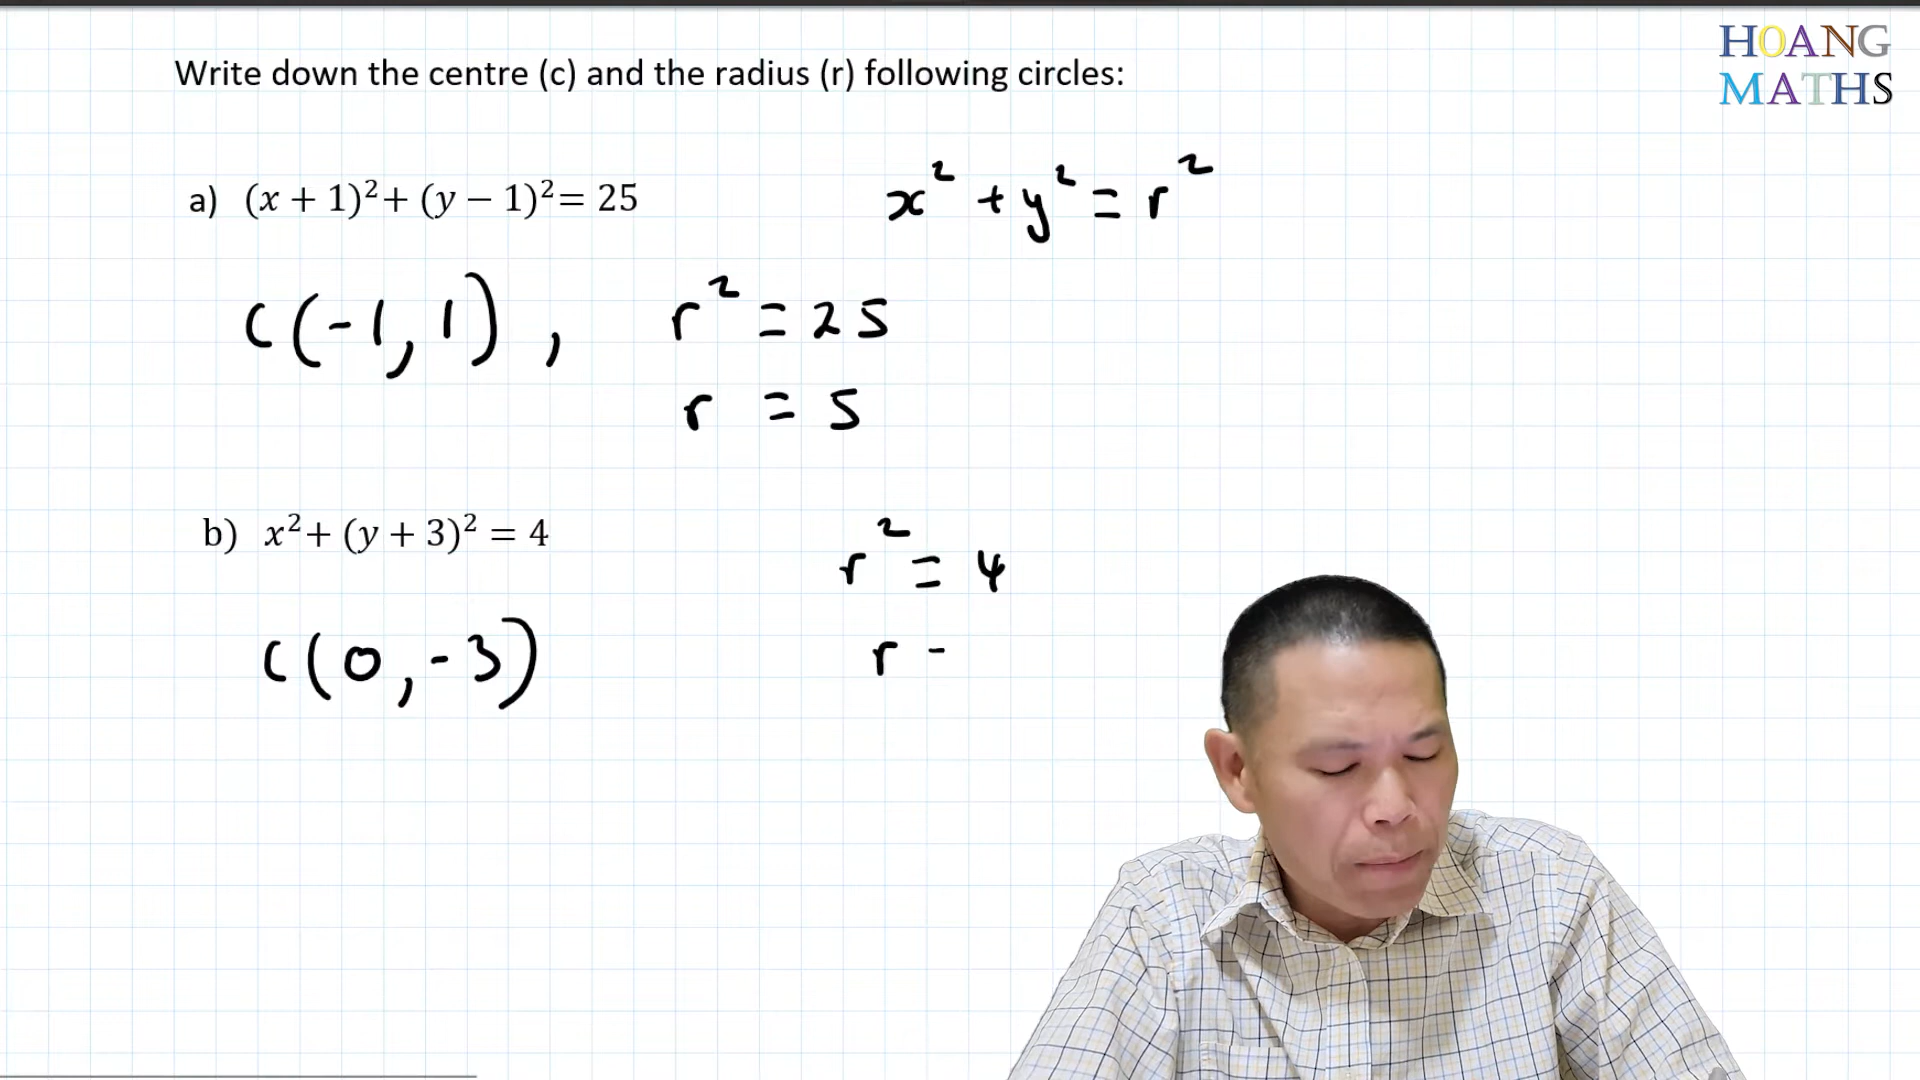 HOANG
MATHS
Write down the centre (c) and the radius (r) following circles:
a) (x + 1)²+ (y − 1)²= 25
x² + y² = r²
C(-1, 1) , r² = 25
r = 5
b) x²+ (y + 3)² = 4
r² = 4
C(0, -3) r -